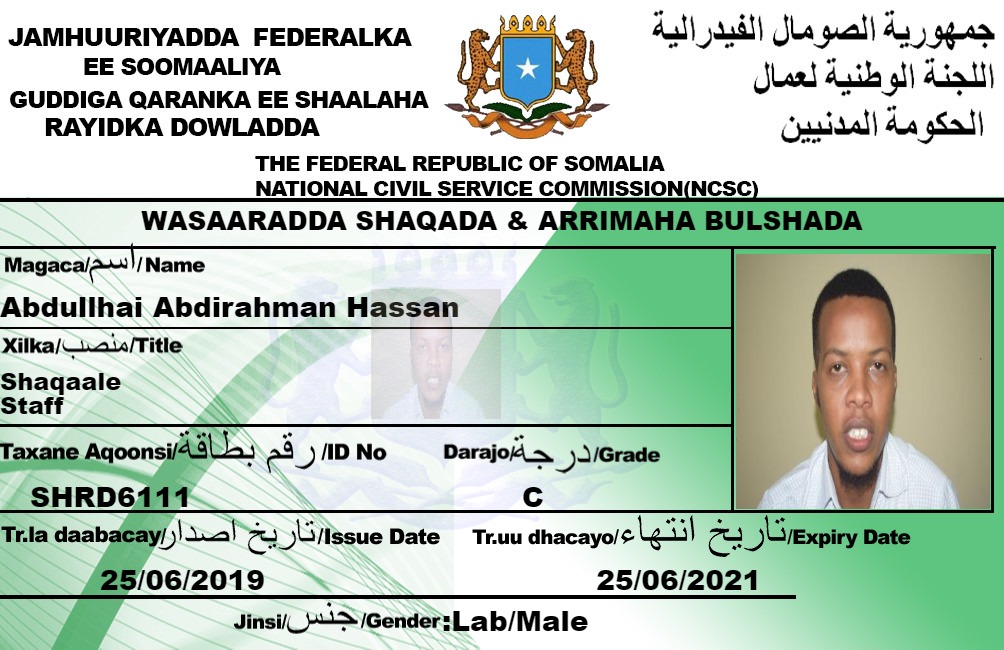 JAMHUURIYADDA FEDERALKA
EE SOOMAALIYA
GUDDIGA QARANKA EE SHAALAHA
RAYIDKA DOWLADDA
جمهورية الصومال الفيدرالية
اللجنة الوطنية لعمال
الحكومة المدنيين
THE FEDERAL REPUBLIC OF SOMALIA
NATIONAL CIVIL SERVICE COMMISSION(NCSC)
WASAARADDA SHAQADA & ARRIMAHA BULSHADA
Magaca/اسم/Name
Abdullhai Abdirahman Hassan
Xilka/منصب/Title
Shaqaale
Staff
Taxane Aqoonsi/رقم بطاقة/ID No
SHRD6111
Darajo/درجة/Grade
C
Tr.la daabacay/تاريخ اصدار/Issue Date
25/06/2019
Tr.uu dhacayo/تاريخ انتهاء/Expiry Date
25/06/2021
Jinsi/جنس/Gender:Lab/Male